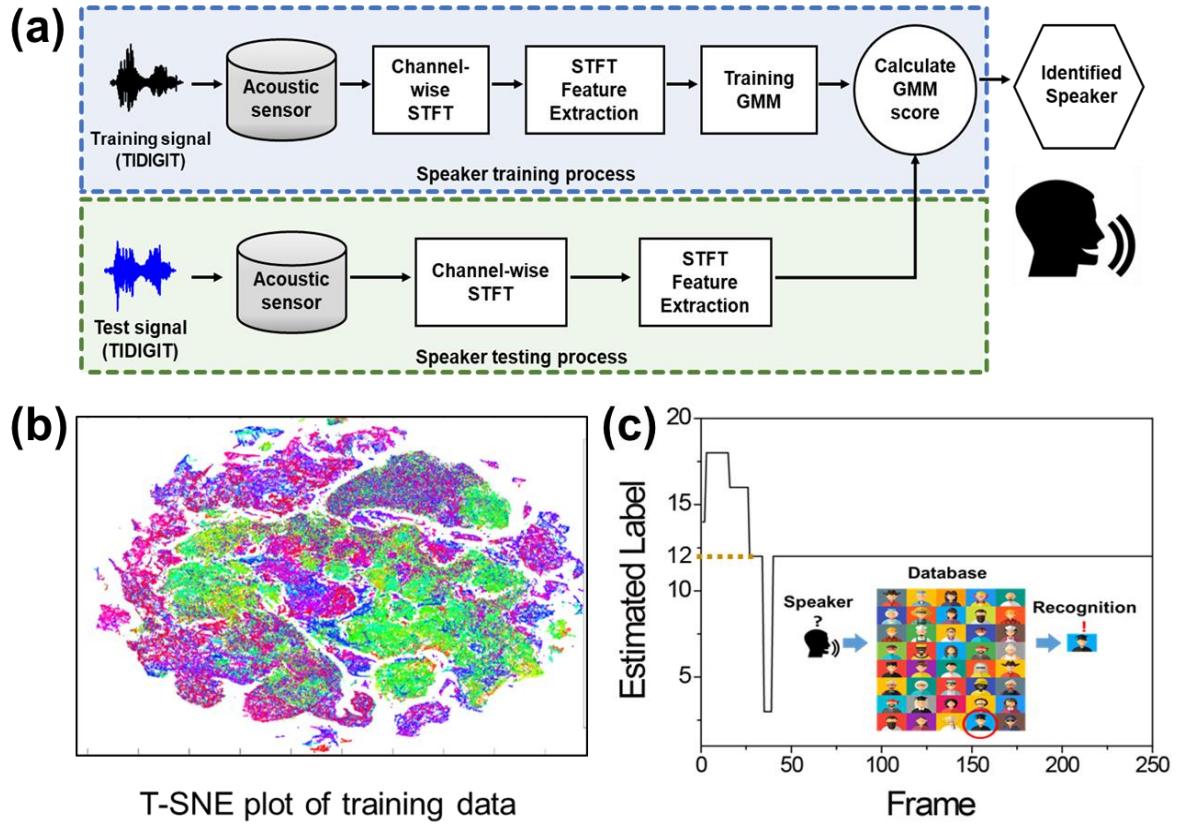 (a)
Training signal
(TIDIGIT)
Acoustic
sensor
Channel-
wise
STFT
STFT
Feature
Extraction
Training
GMM
Calculate
GMM
score
Identified
Speaker
Speaker training process
Test signal
(TIDIGIT)
Acoustic
sensor
Channel-wise
STFT
STFT
Feature
Extraction
Speaker testing process
(b)
T-SNE plot of training data
(c)
Estimated Label
20
15
12
10
5
0
50
100
150
200
250
Frame
Speaker
?
Database
Recognition
!